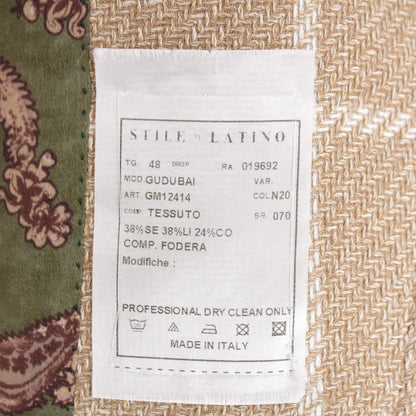 STILE LATINO
TG. 48 DROP RA 019692
MOD. GUDUBAI VAR.
ART. GM12414 COL.N20
COMP. TESSUTO SR. 070
38%SE 38%LI 24%CO
COMP. FODERA
Modifiche :
PROFESSIONAL DRY CLEAN ONLY
MADE IN ITALY